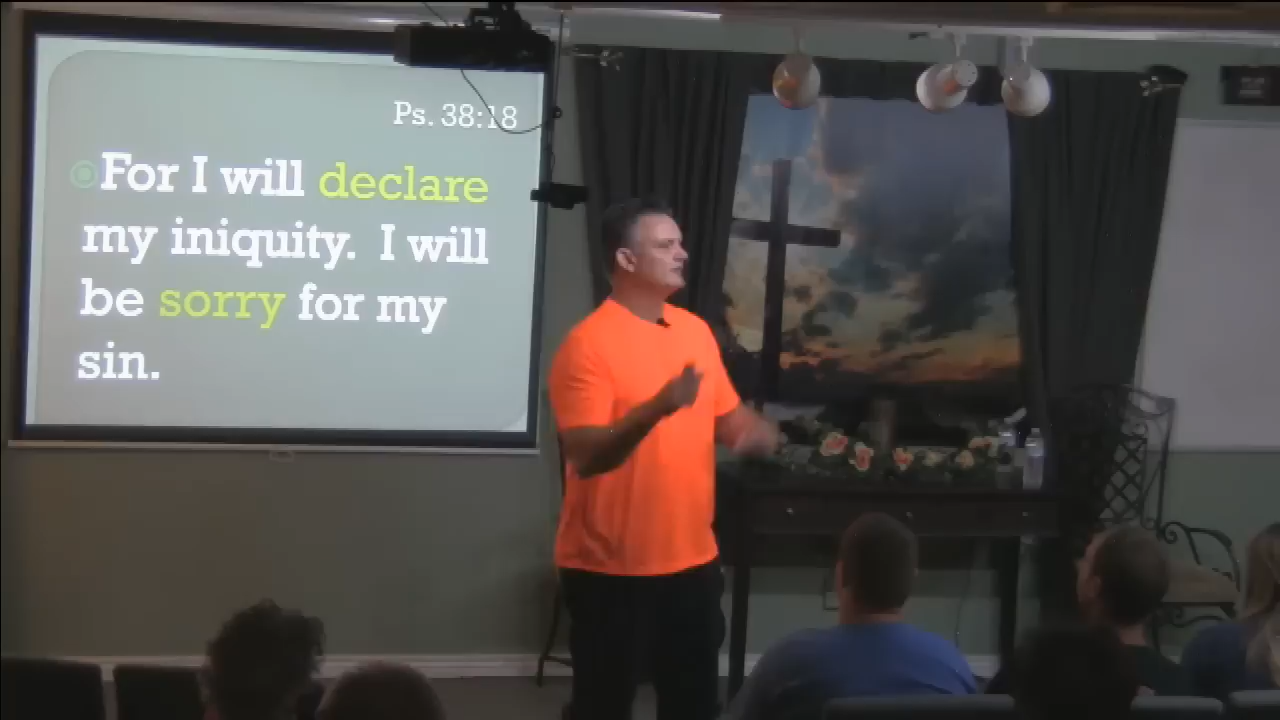 Ps. 38:18
For I will declare
my iniquity. I will
be sorry for my
sin.